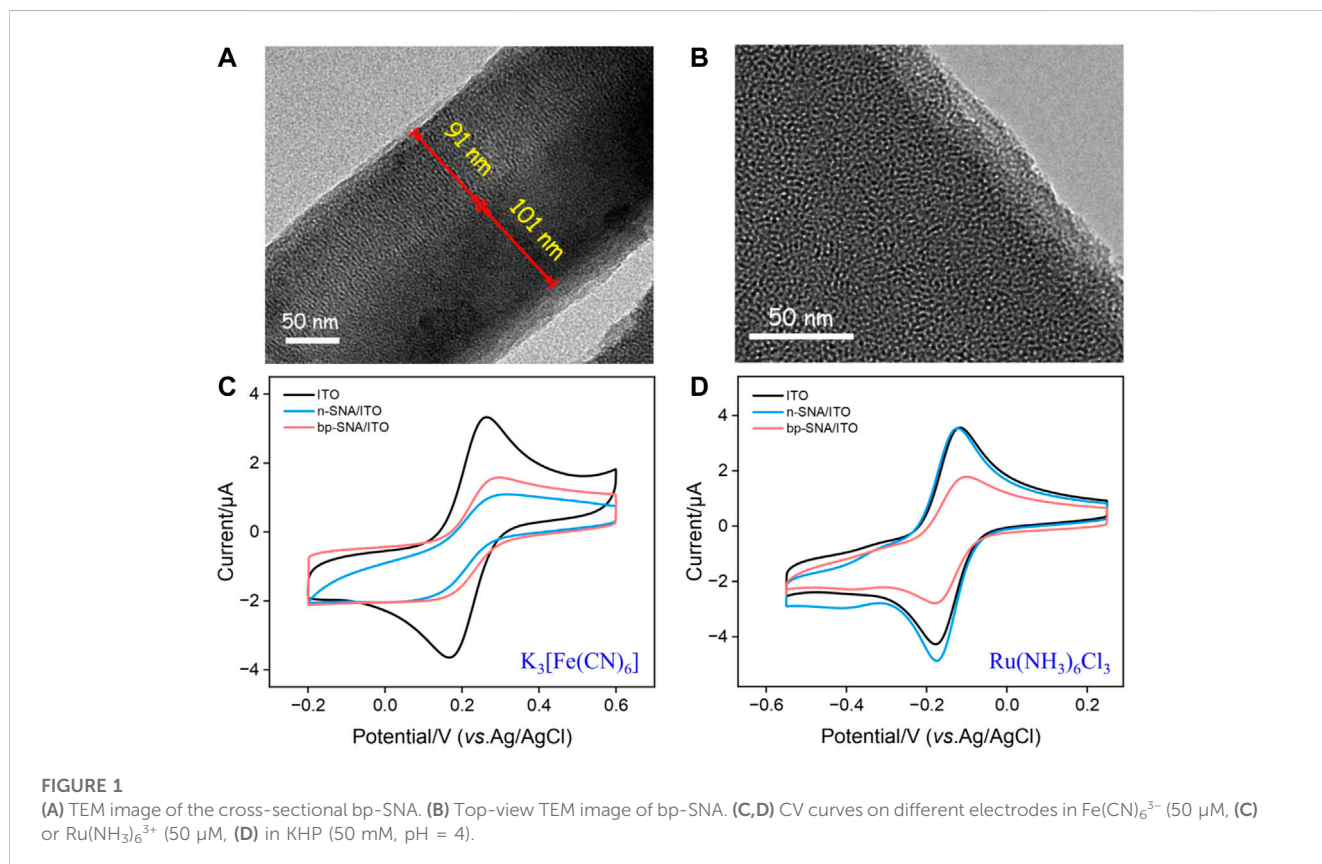 A
91 nm
101 nm
50 nm
B
50 nm
C
ITO
n-SNA/ITO
bp-SNA/ITO
4
2
0
−2
−4
Current/μA
K₃[Fe(CN)₆]
−0.2
0.0
0.2
0.4
0.6
Potential/V (vs.Ag/AgCl)
D
ITO
n-SNA/ITO
bp-SNA/ITO
4
2
0
−2
−4
Current/μA
Ru(NH₃)₆Cl₃
−0.6
−0.4
−0.2
0.0
0.2
Potential/V (vs.Ag/AgCl)
FIGURE 1
(A) TEM image of the cross-sectional bp-SNA. (B) Top-view TEM image of bp-SNA. (C,D) CV curves on different electrodes in Fe(CN)₆³⁻ (50 μM, (C)
or Ru(NH₃)₆³⁺ (50 μM, (D) in KHP (50 mM, pH = 4).